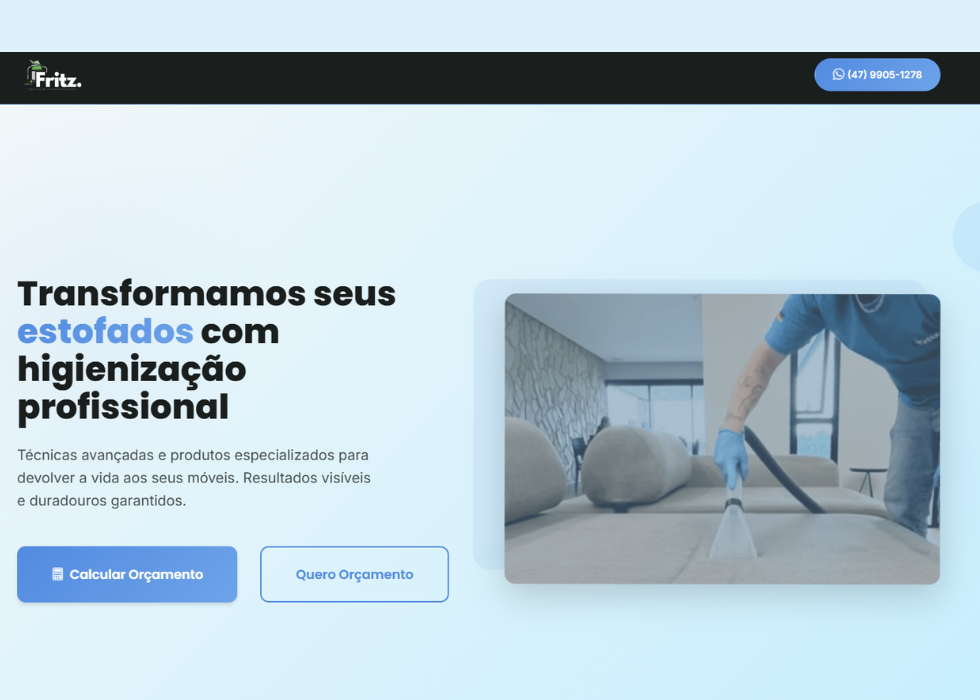 Fritz.
(47) 9905-1278
Transformamos seus
estofados com
higienização
profissional
Técnicas avançadas e produtos especializados para
devolver a vida aos seus móveis. Resultados visíveis
e duradouros garantidos.
Calcular Orçamento
Quero Orçamento